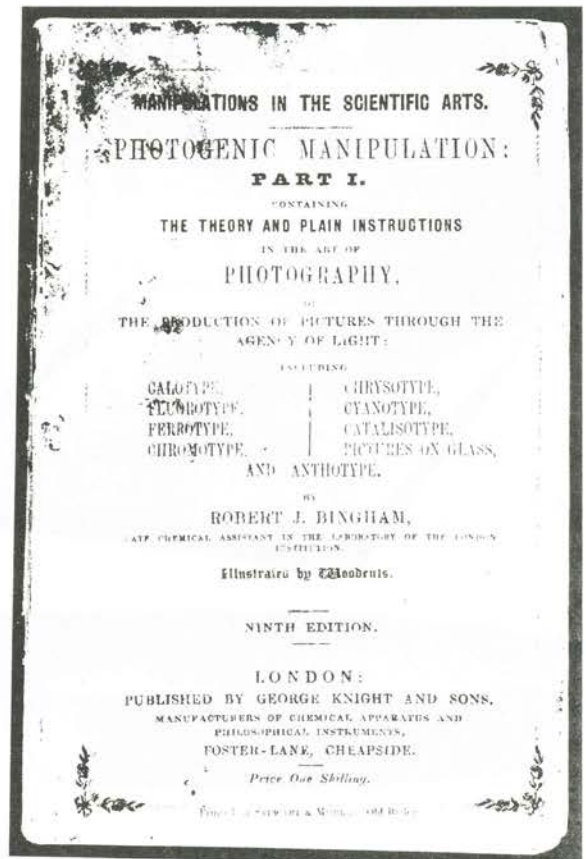 MANIPULATIONS IN THE SCIENTIFIC ARTS.
PHOTOGENIC MANIPULATION:
PART I.
CONTAINING
THE THEORY AND PLAIN INSTRUCTIONS
IN THE ART OF
PHOTOGRAPHY,
OR
THE PRODUCTION OF PICTURES THROUGH THE
AGENCY OF LIGHT:
INCLUDING
CALOTYPE,
FLUOROTYPE,
FERROTYPE,
CHROMOTYPE,
CHRYSOTYPE,
CYANOTYPE,
CATALISOTYPE,
PICTURES ON GLASS,
AND ANTHOTYPE.
BY
ROBERT J. BINGHAM,
LATE CHEMICAL ASSISTANT IN THE LABORATORY OF THE LONDON
INSTITUTION.
Illustrated by Woodcuts.
NINTH EDITION.
LONDON:
PUBLISHED BY GEORGE KNIGHT AND SONS,
MANUFACTURERS OF CHEMICAL APPARATUS AND
PHILOSOPHICAL INSTRUMENTS,
FOSTER-LANE, CHEAPSIDE.
Price One Shilling.